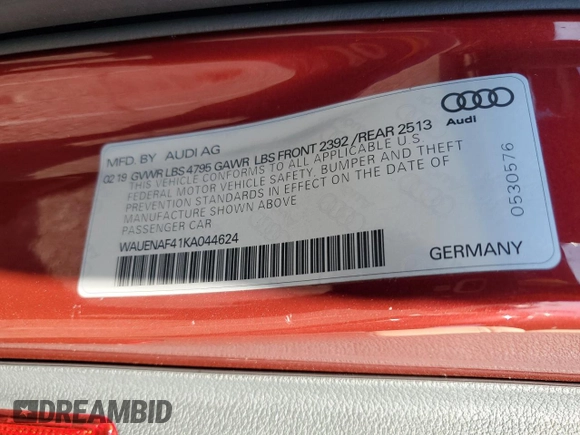 MFD. BY AUDI AG
02·19 GVWR LBS 4795 GAWR LBS FRONT 2392 /REAR 2513
THIS VEHICLE CONFORMS TO ALL APPLICABLE U.S.
FEDERAL MOTOR VEHICLE SAFETY, BUMPER AND THEFT
PREVENTION STANDARDS IN EFFECT ON THE DATE OF
MANUFACTURE SHOWN ABOVE
PASSENGER CAR
WAUENAF41KA044624
Audi
0530576
GERMANY
DREAMBID